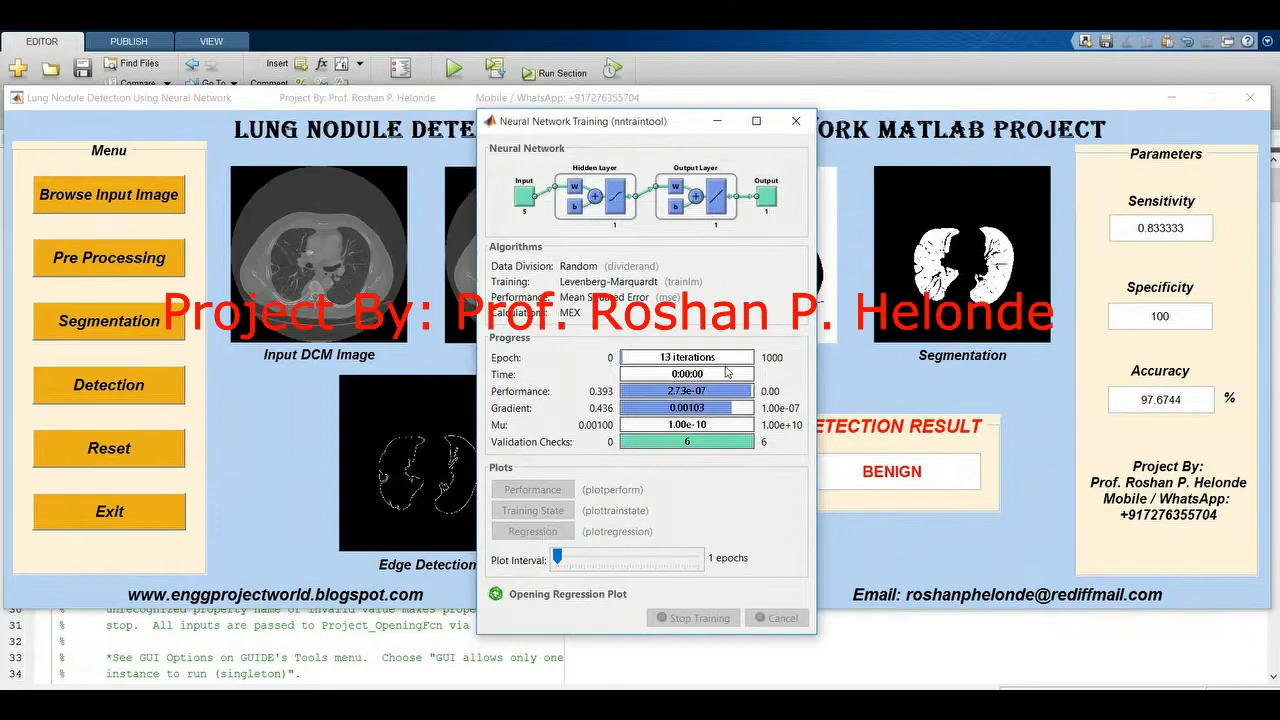 EDITOR
PUBLISH
VIEW
Find Files
Insert
fx
Compare
Go To
Comment
Run Section
Lung Nodule Detection Using Neural Network Project By: Prof. Roshan P. Helonde Mobile / WhatsApp: +917276355704
LUNG NODULE DETE
RK MATLAB PROJECT
Menu
Browse Input Image
Pre Processing
Segmentation
Detection
Reset
Exit
Input DCM Image
Edge Detection
Neural Network Training (nntraintool)
Neural Network
Hidden Layer
Output Layer
Input
Output
W
b
W
b
5
1
1
1
Algorithms
Data Division: Random (dividerand)
Training: Levenberg-Marquardt (trainlm)
Performance: Mean Squared Error (mse)
Calculations: MEX
Project By: Prof. Roshan P. Helonde
Progress
Epoch: 0 13 iterations 1000
Time: 0:00:00
Performance: 0.393 2.73e-07 0.00
Gradient: 0.436 0.00103 1.00e-07
Mu: 0.00100 1.00e-10 1.00e+10
Validation Checks: 0 6 6
Plots
Performance (plotperform)
Training State (plottrainstate)
Regression (plotregression)
Plot Interval: 1 epochs
Opening Regression Plot
Stop Training
Cancel
Segmentation
ETECTION RESULT
BENIGN
Parameters
Sensitivity
0.833333
Specificity
100
Accuracy
97.6744 %
Project By:
Prof. Roshan P. Helonde
Mobile / WhatsApp:
+917276355704
www.enggprojectworld.blogspot.com
Email: roshanphelonde@rediffmail.com
30 % unrecognized property name or invalid value makes prope
31 % stop. All inputs are passed to Project_OpeningFcn via
32 %
33 % *See GUI Options on GUIDE's Tools menu. Choose "GUI allows only one
34 % instance to run (singleton)".